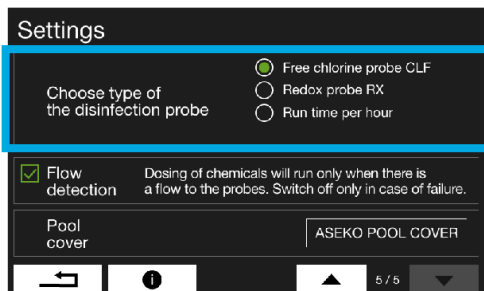 Settings
Choose type of
the disinfection probe
Free chlorine probe CLF
Redox probe RX
Run time per hour
Flow
detection
Dosing of chemicals will run only when there is
a flow to the probes. Switch off only in case of failure.
Pool
cover
ASEKO POOL COVER
5/5